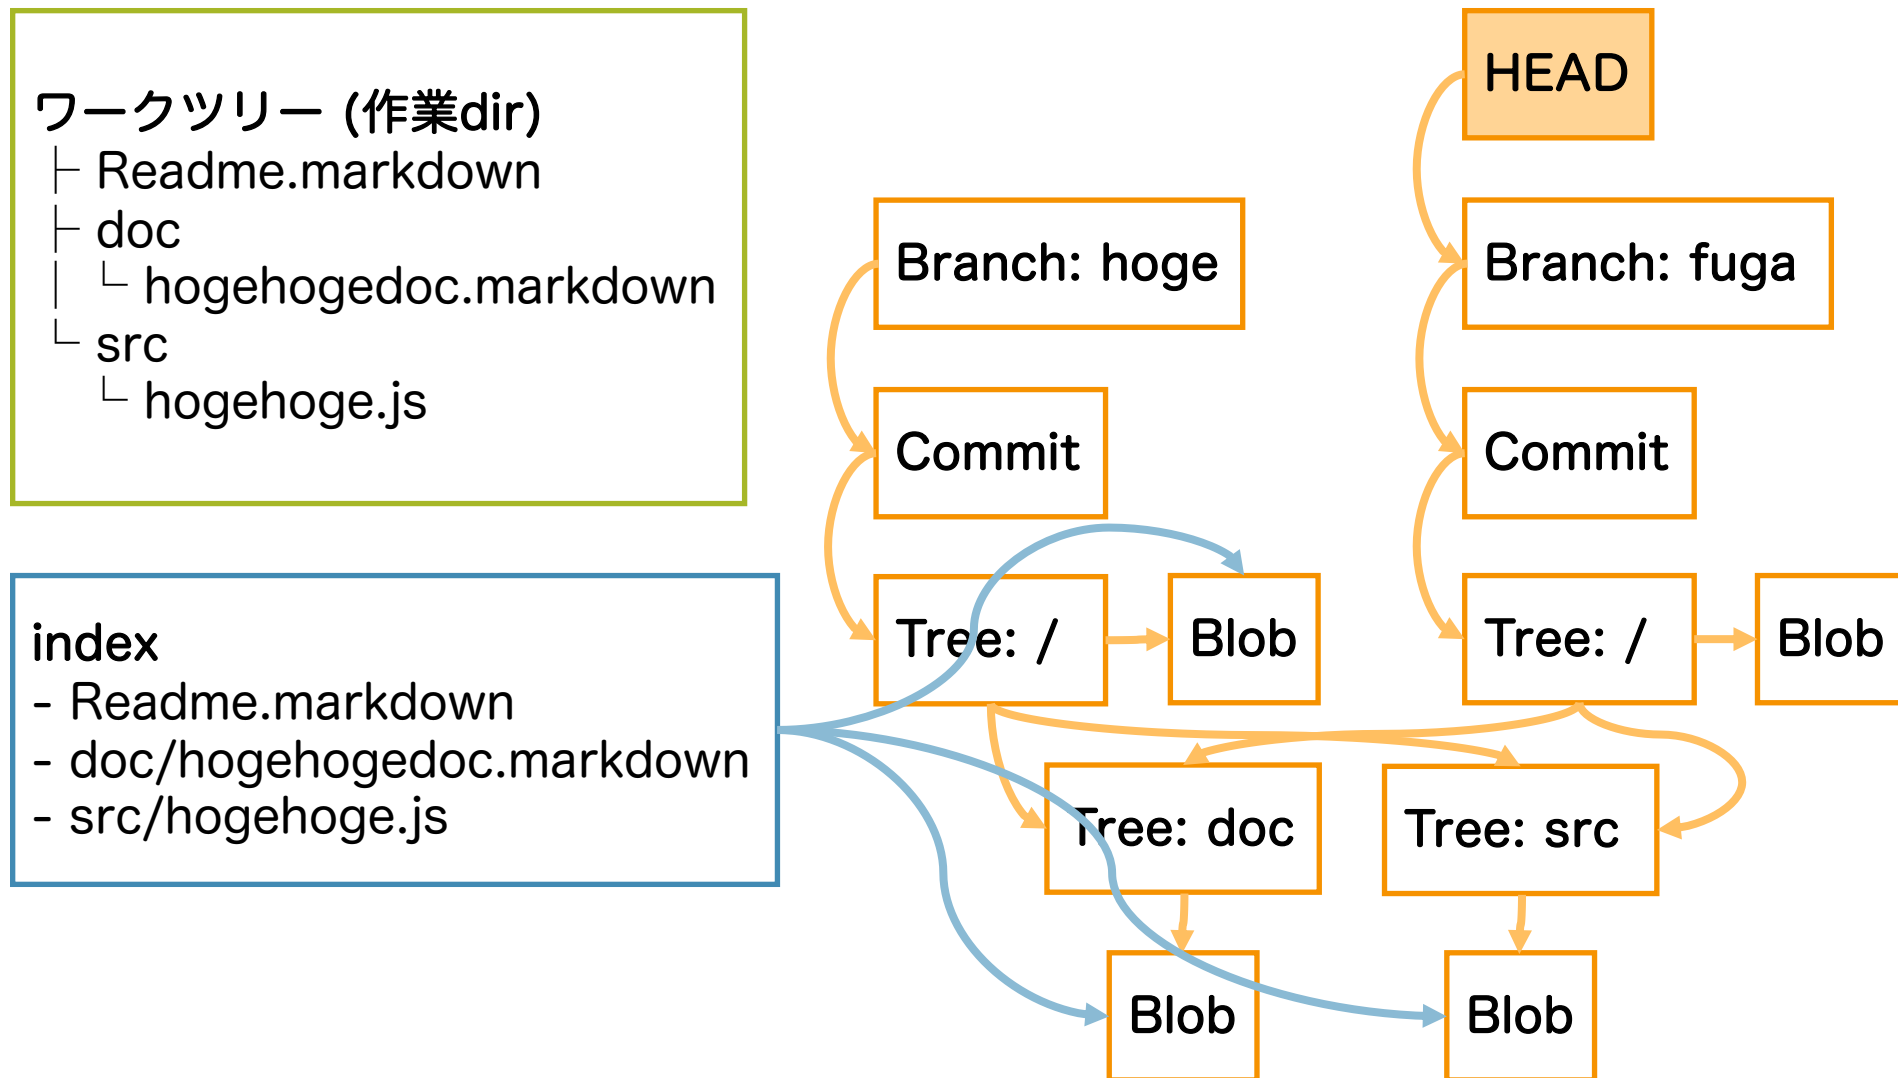 ワークツリー (作業dir)
├ Readme.markdown
├ doc
│ └ hogehogedoc.markdown
└ src
└ hogehoge.js
index
- Readme.markdown
- doc/hogehogedoc.markdown
- src/hogehoge.js
HEAD
Branch: hoge
Branch: fuga
Commit
Commit
Tree: /
Blob
Tree: /
Blob
Tree: doc
Tree: src
Blob
Blob